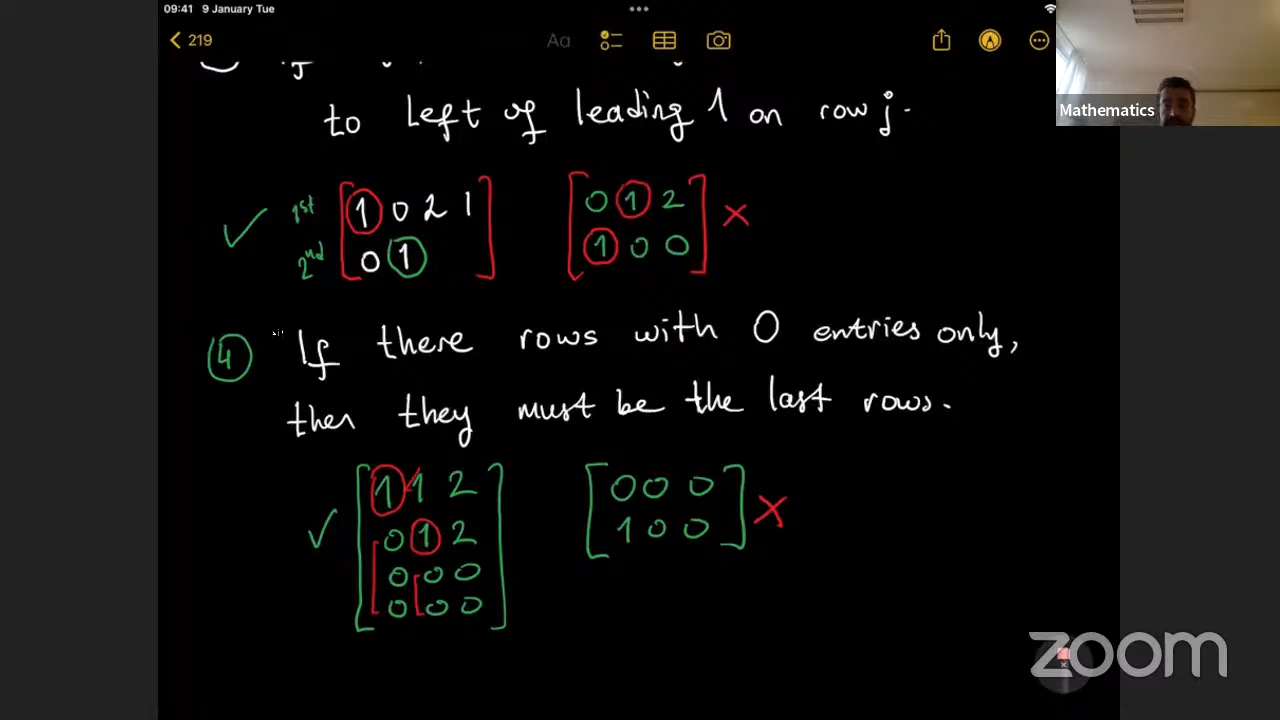 09:41 9 January Tue
219
Aa
Mathematics
to left of leading 1 on row j.
1st 1 0 2 1
2nd 0 1
0 1 2
1 0 0
4 If there rows with 0 entries only,
then they must be the last rows.
1 1 2
0 1 2
0 0 0
0 0 0
0 0 0
1 0 0
zoom